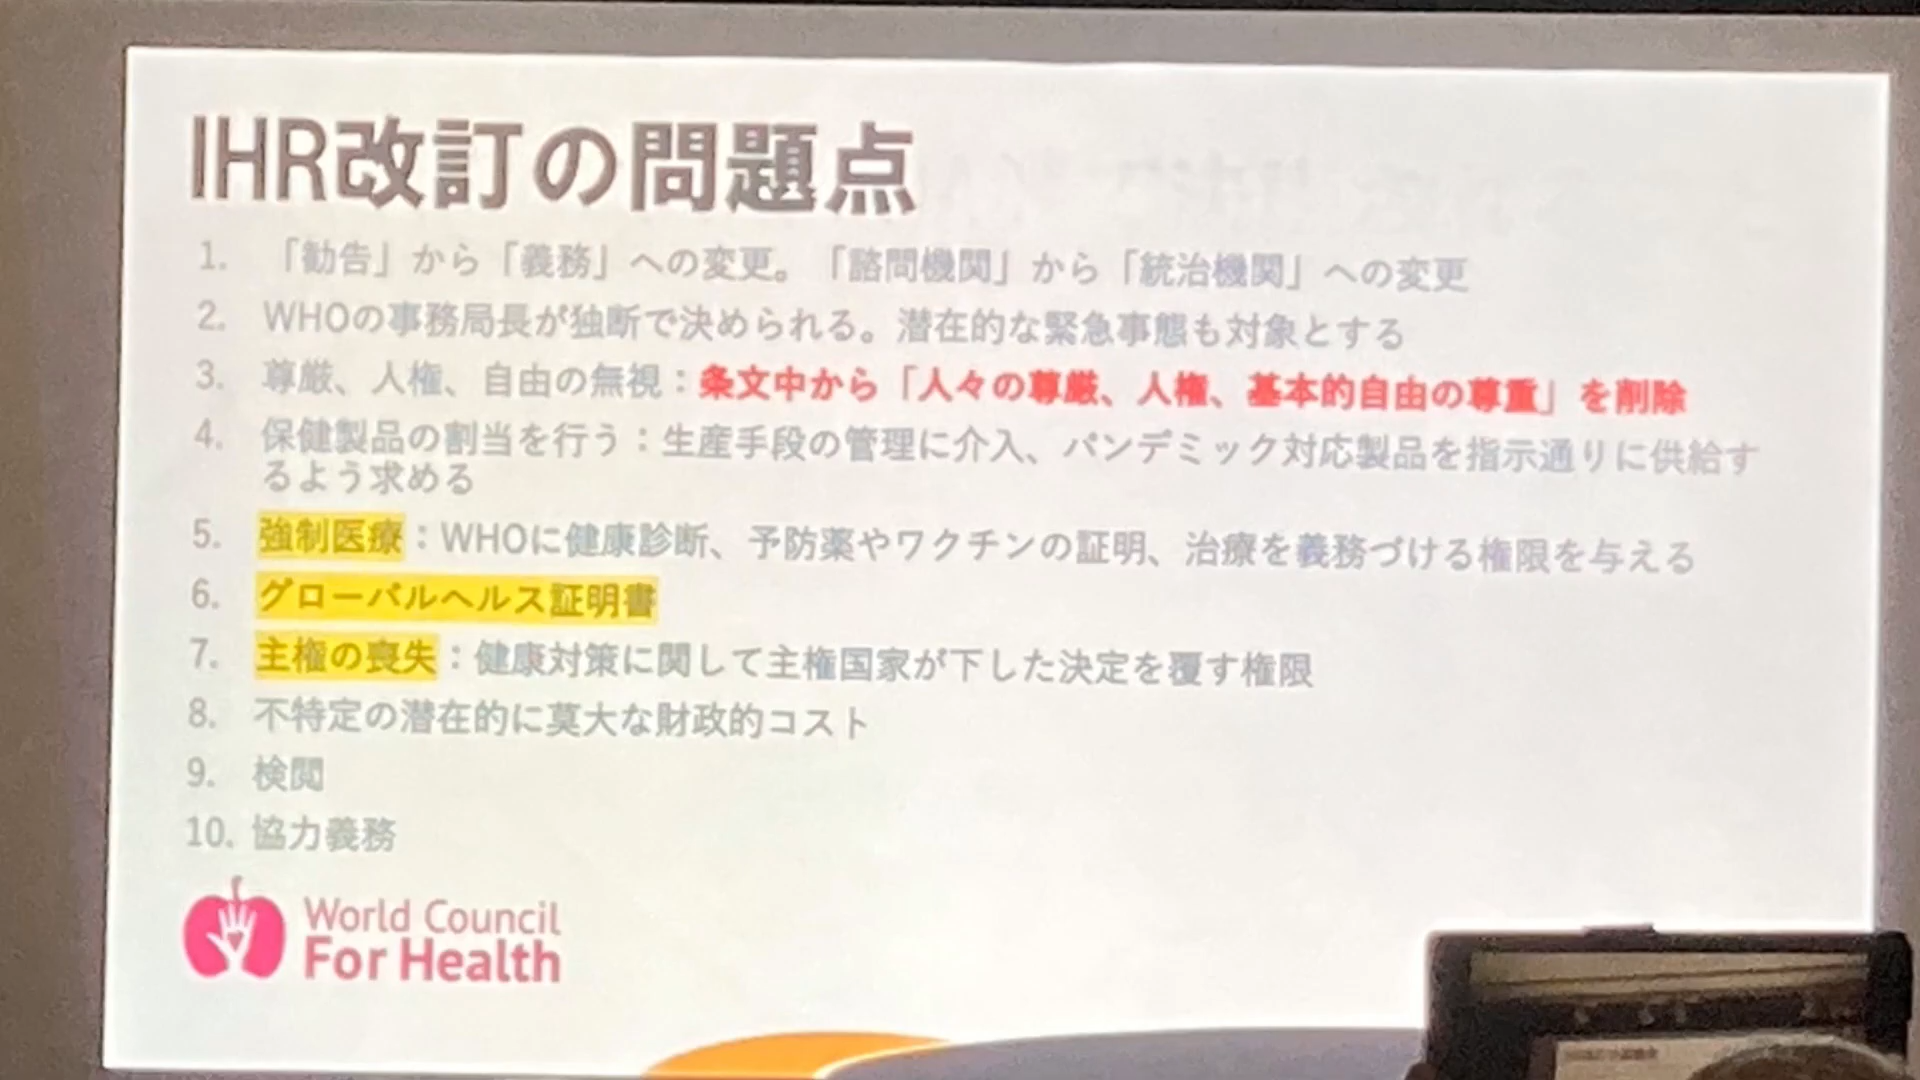 IHR改訂の問題点
1. 「勧告」から「義務」への変更。「諮問機関」から「統治機関」への変更
2. WHOの事務局長が独断で決められる。潜在的な緊急事態も対象とする
3. 尊厳、人権、自由の無視：条文中から「人々の尊厳、人権、基本的自由の尊重」を削除
4. 保健製品の割当を行う：生産手段の管理に介入、パンデミック対応製品を指示通りに供給す
るよう求める
5. 強制医療：WHOに健康診断、予防薬やワクチンの証明、治療を義務づける権限を与える
6. グローバルヘルス証明書
7. 主権の喪失：健康対策に関して主権国家が下した決定を覆す権限
8. 不特定の潜在的に莫大な財政的コスト
9. 検閲
10. 協力義務
World Council
For Health